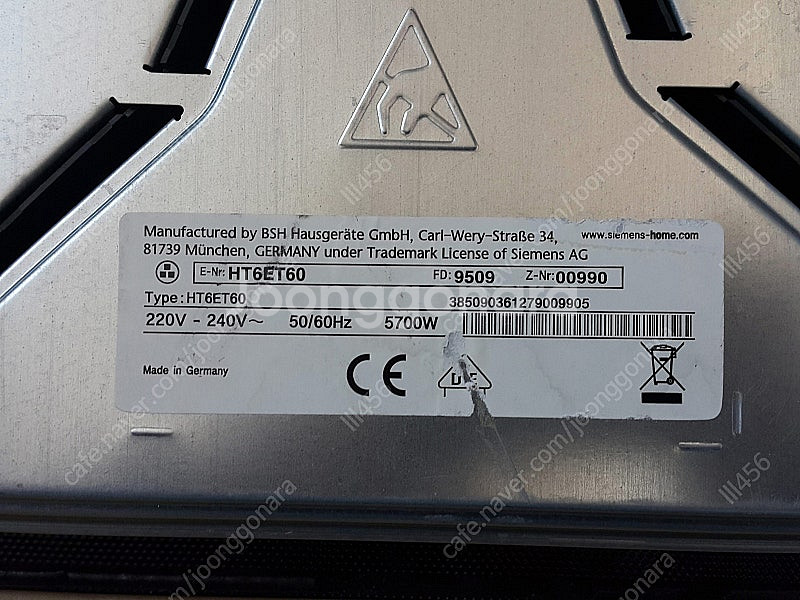 Manufactured by BSH Hausgeräte GmbH, Carl-Wery-Straße 34,
www.siemens-home.com
81739 München, GERMANY under Trademark License of Siemens AG
E-Nr: HT6ET60 FD: 9509 Z-Nr: 00990
Type: HT6ET60 385090361279009905
220V - 240V~ 50/60Hz 5700W
Made in Germany
CE
joonggonara
cafe.naver.com/joonggonara
lll456